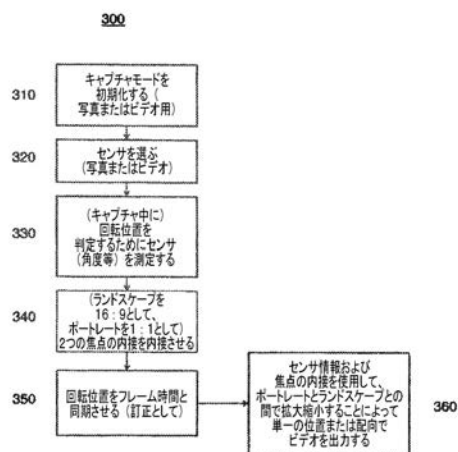 300
310
キャプチャモードを
初期化する(
写真またはビデオ用)
320
センサを選ぶ
(写真またはビデオ)
330
(キャプチャ中に)
回転位置を
判定するためにセンサ
(角度等)を測定する
340
(ランドスケープを
16:9として、
ポートレートを1:1として)
2つの焦点の内接を内接させる
350
回転位置をフレーム時間と
同期させる(訂正として)
センサ情報および
焦点の内接を使用して、
ポートレートとランドスケープとの
間で拡大縮小することによって
単一の位置または配向で
ビデオを出力する
360